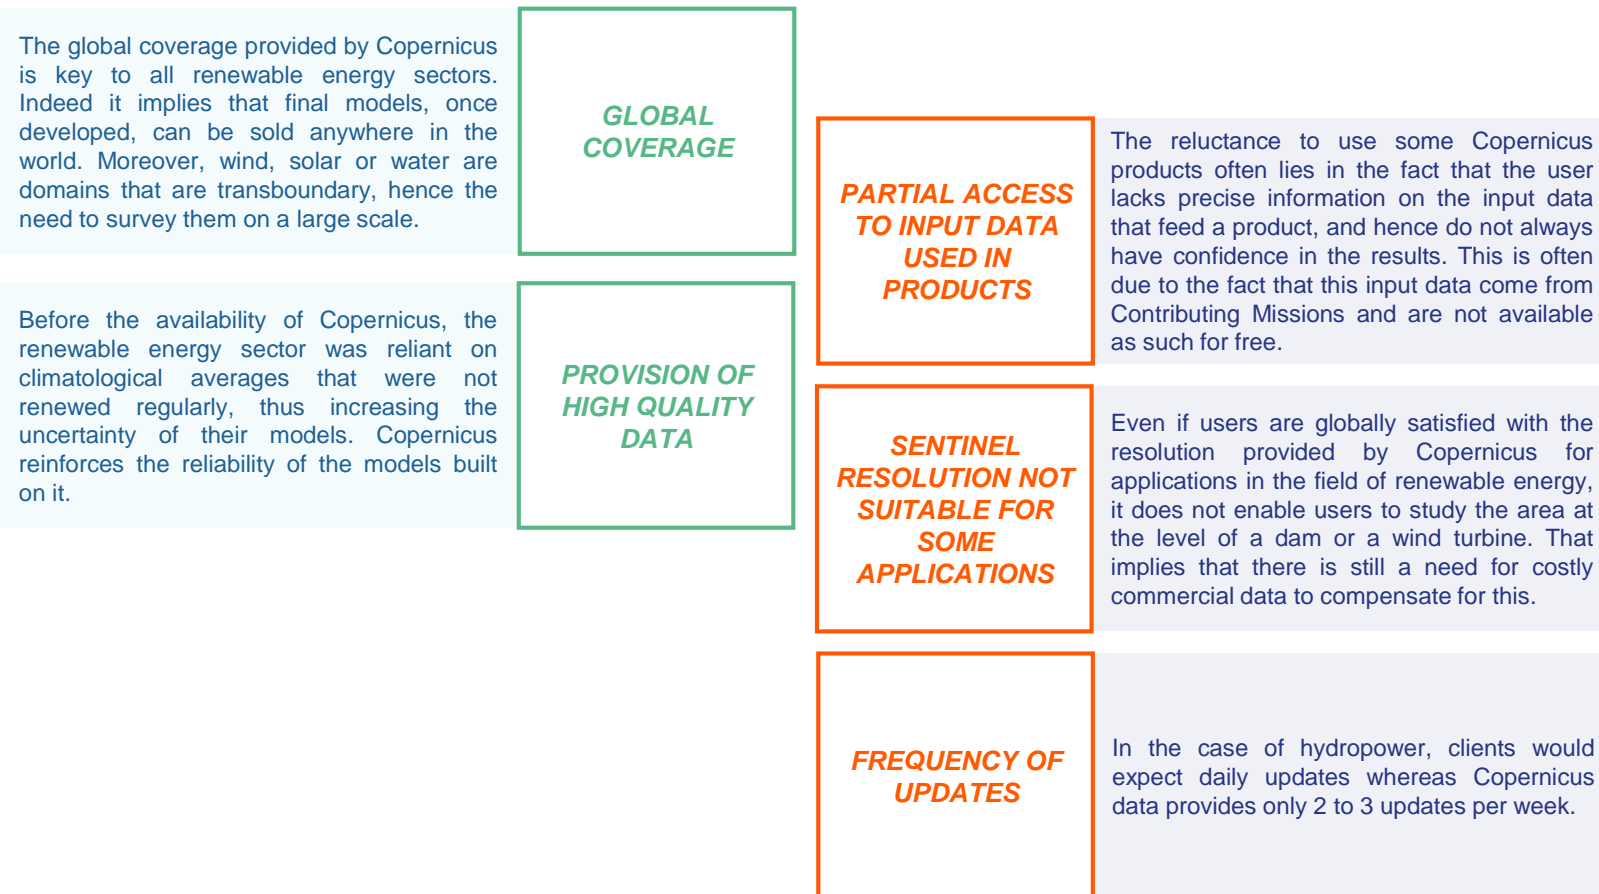 The global coverage provided by Copernicus
is key to all renewable energy sectors.
Indeed it implies that final models, once
developed, can be sold anywhere in the
world. Moreover, wind, solar or water are
domains that are transboundary, hence the
need to survey them on a large scale.
GLOBAL
COVERAGE
Before the availability of Copernicus, the
renewable energy sector was reliant on
climatological averages that were not
renewed regularly, thus increasing the
uncertainty of their models. Copernicus
reinforces the reliability of the models built
on it.
PROVISION OF
HIGH QUALITY
DATA
PARTIAL ACCESS
TO INPUT DATA
USED IN
PRODUCTS
The reluctance to use some Copernicus
products often lies in the fact that the user
lacks precise information on the input data
that feed a product, and hence do not always
have confidence in the results. This is often
due to the fact that this input data come from
Contributing Missions and are not available
as such for free.
SENTINEL
RESOLUTION NOT
SUITABLE FOR
SOME
APPLICATIONS
Even if users are globally satisfied with the
resolution provided by Copernicus for
applications in the field of renewable energy,
it does not enable users to study the area at
the level of a dam or a wind turbine. That
implies that there is still a need for costly
commercial data to compensate for this.
FREQUENCY OF
UPDATES
In the case of hydropower, clients would
expect daily updates whereas Copernicus
data provides only 2 to 3 updates per week.